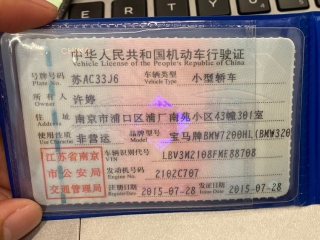 中华人民共和国机动车行驶证
Vehicle License of the People's Republic of China
号牌号码 苏AC33J6 车辆类型 小型轿车
Plate No. Vehicle Type
所有人 许婷
Owner
住址 南京市浦口区浦厂南苑小区43幢301室
Address
使用性质 非营运 品牌型号 宝马牌BMW7200HL(BMW320
Use Character Model
江苏省南京市公安局交通管理局
车辆识别代号 LBV3M2108FME88708
VIN
发动机号码 2102C707
Engine No.
注册日期 2015-07-28 发证日期 2015-07-28
Register Date Issue Date